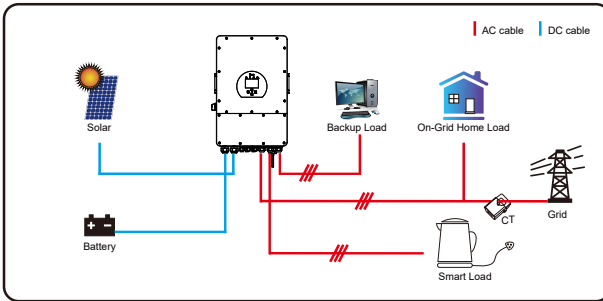 AC cable DC cable
Solar
Backup Load
On-Grid Home Load
CT
Grid
Battery
Smart Load